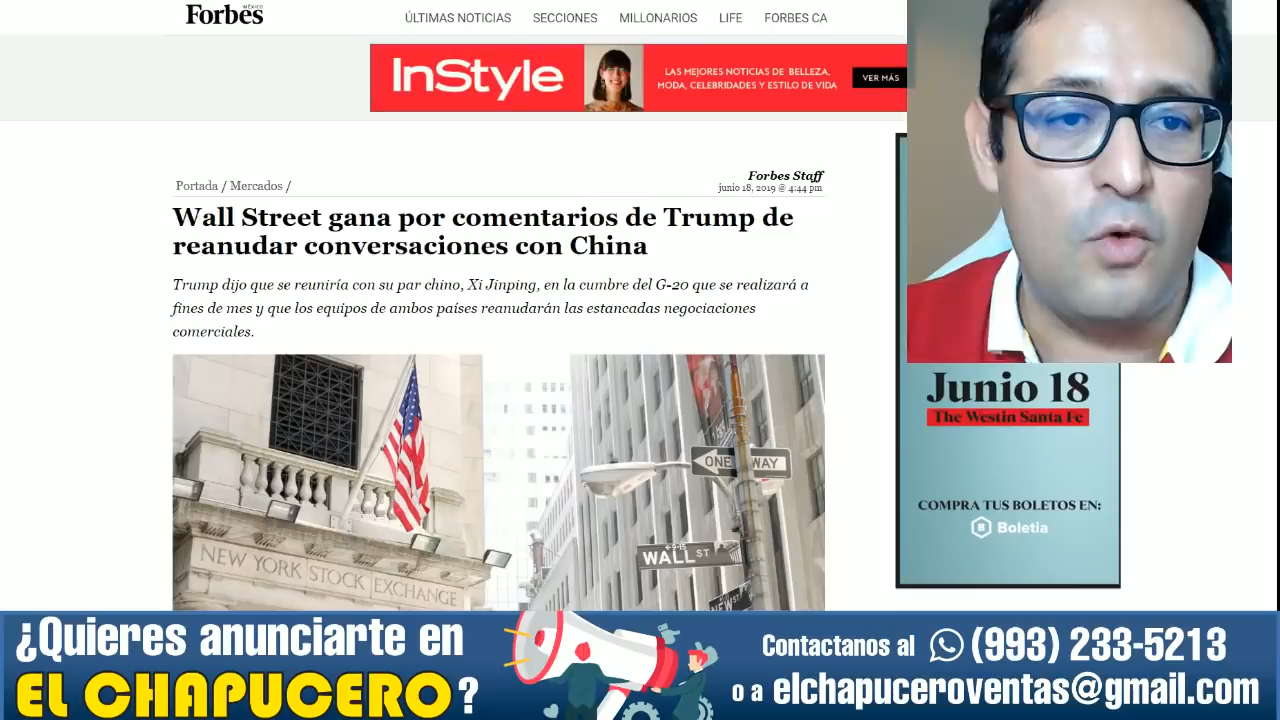 Forbes
MÉXICO
ÚLTIMAS NOTICIAS SECCIONES MILLONARIOS LIFE FORBES CA
InStyle
LAS MEJORES NOTICIAS DE BELLEZA,
MODA, CELEBRIDADES Y ESTILO DE VIDA
VER MÁS
Portada / Mercados /
Forbes Staff
junio 18, 2019 @ 4:44 pm
Wall Street gana por comentarios de Trump de
reanudar conversaciones con China
Trump dijo que se reuniría con su par chino, Xi Jinping, en la cumbre del G-20 que se realizará a
fines de mes y que los equipos de ambos países reanudarán las estancadas negociaciones
comerciales.
Junio 18
The Westin Santa Fe
COMPRA TUS BOLETOS EN:
Boletia
ONE WAY
WALL ST
NEW ST
NEW YORK STOCK EXCHANGE
¿Quieres anunciarte en
EL CHAPUCERO?
Contactanos al (993) 233-5213
o a elchapuceroventas@gmail.com